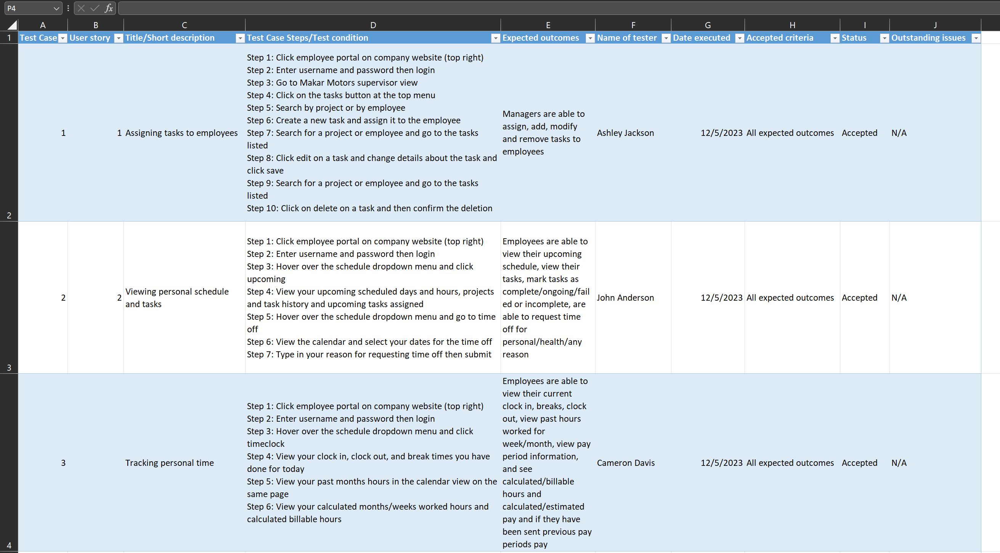 P4
fx
A B C D E F G H I J
1 Test Case User story Title/Short description Test Case Steps/Test condition Expected outcomes Name of tester Date executed Accepted criteria Status Outstanding issues
2
1
1
Assigning tasks to employees
Step 1: Click employee portal on company website (top right)
Step 2: Enter username and password then login
Step 3: Go to Makar Motors supervisor view
Step 4: Click on the tasks button at the top menu
Step 5: Search by project or by employee
Step 6: Create a new task and assign it to the employee
Step 7: Search for a project or employee and go to the tasks
listed
Step 8: Click edit on a task and change details about the task and
click save
Step 9: Search for a project or employee and go to the tasks
listed
Step 10: Click on delete on a task and then confirm the deletion
Managers are able to
assign, add, modify
and remove tasks to
employees
Ashley Jackson
12/5/2023
All expected outcomes
Accepted
N/A
3
2
2
Viewing personal schedule
and tasks
Step 1: Click employee portal on company website (top right)
Step 2: Enter username and password then login
Step 3: Hover over the schedule dropdown menu and click
upcoming
Step 4: View your upcoming scheduled days and hours, projects
and task history and upcoming tasks assigned
Step 5: Hover over the schedule dropdown menu and go to time
off
Step 6: View the calendar and select your dates for the time off
Step 7: Type in your reason for requesting time off then submit
Employees are able to
view their upcoming
schedule, view their
tasks, mark tasks as
complete/ongoing/fail
ed or incomplete, are
able to request time
off for
personal/health/any
reason
John Anderson
12/5/2023
All expected outcomes
Accepted
N/A
4
3
Tracking personal time
Step 1: Click employee portal on company website (top right)
Step 2: Enter username and password then login
Step 3: Hover over the schedule dropdown menu and click
timeclock
Step 4: View your clock in, clock out, and break times you have
done for today
Step 5: View your past months hours in the calendar view on the
same page
Step 6: View your calculated months/weeks worked hours and
calculated billable hours
Employees are able to
view their current
clock in, breaks, clock
out, view past hours
worked for
week/month, view pay
period information,
and see
calculated/billable
hours and
calculated/estimated
pay and if they have
been sent previous pay
periods pay
Cameron Davis
12/5/2023
All expected outcomes
Accepted
N/A